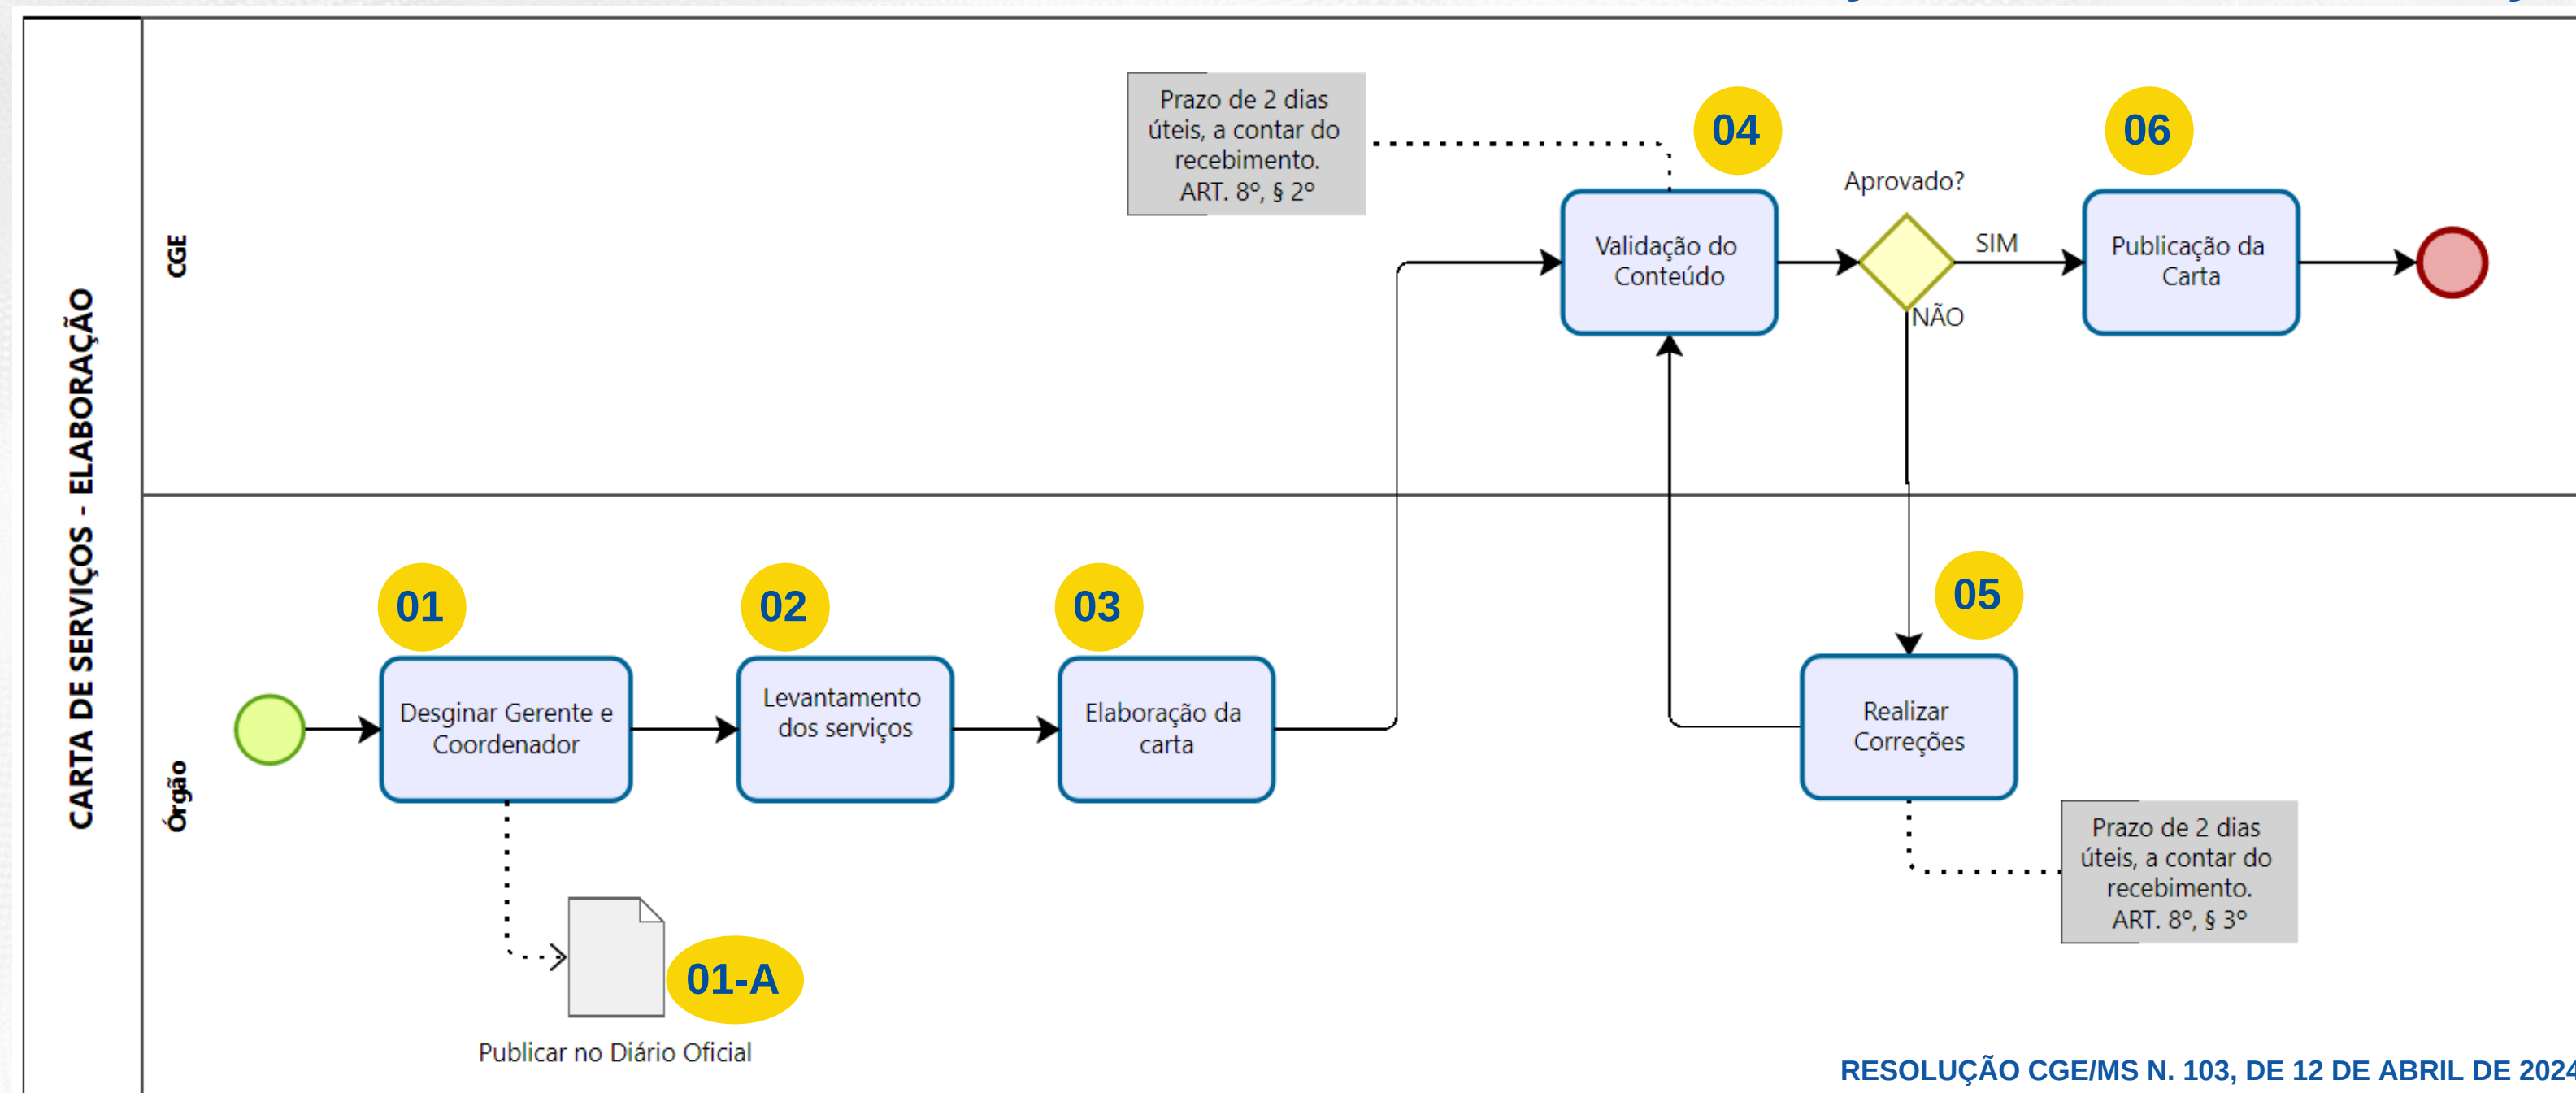 CARTA DE SERVIÇOS - ELABORAÇÃO
CGE
Prazo de 2 dias
úteis, a contar do
recebimento.
ART. 8º, § 2º
04
Validação do
Conteúdo
Aprovado?
SIM
NÃO
06
Publicação da
Carta
Órgão
01
Desginar Gerente e
Coordenador
02
Levantamento
dos serviços
03
Elaboração da
carta
05
Realizar
Correções
Prazo de 2 dias
úteis, a contar do
recebimento.
ART. 8º, § 3º
01-A
Publicar no Diário Oficial
RESOLUÇÃO CGE/MS N. 103, DE 12 DE ABRIL DE 2024